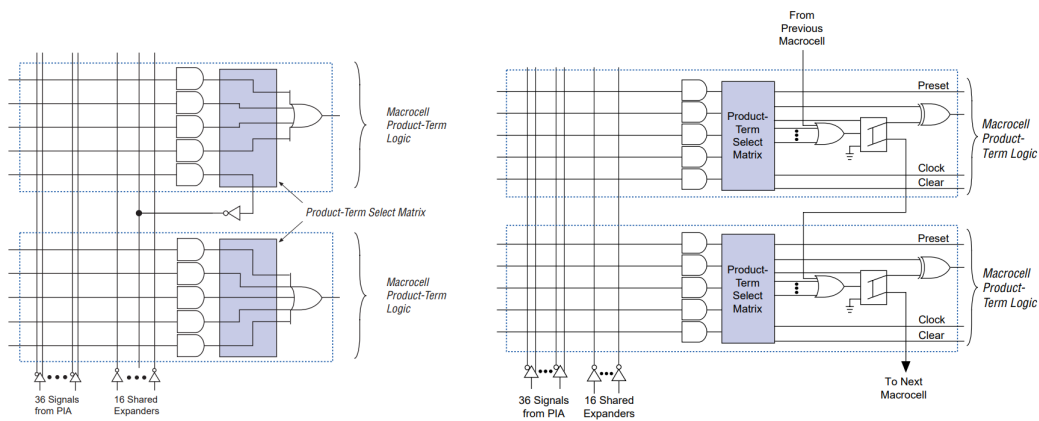 Macrocell
Product-Term
Logic
Product-Term Select Matrix
Macrocell
Product-Term
Logic
36 Signals
from PIA
16 Shared
Expanders
From
Previous
Macrocell
Preset
Product-
Term
Select
Matrix
Clock
Clear
Macrocell
Product-
Term Logic
Preset
Product-
Term
Select
Matrix
Clock
Clear
Macrocell
Product-
Term Logic
36 Signals
from PIA
16 Shared
Expanders
To Next
Macrocell